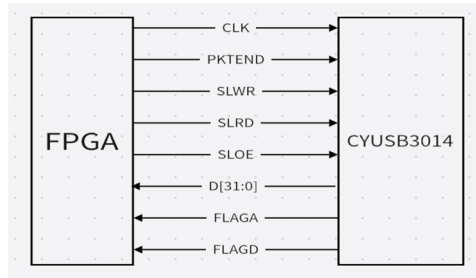 CLK
PKTEND
SLWR
SLRD
FPGA
CYUSB3014
SLOE
D[31:0]
FLAGA
FLAGD